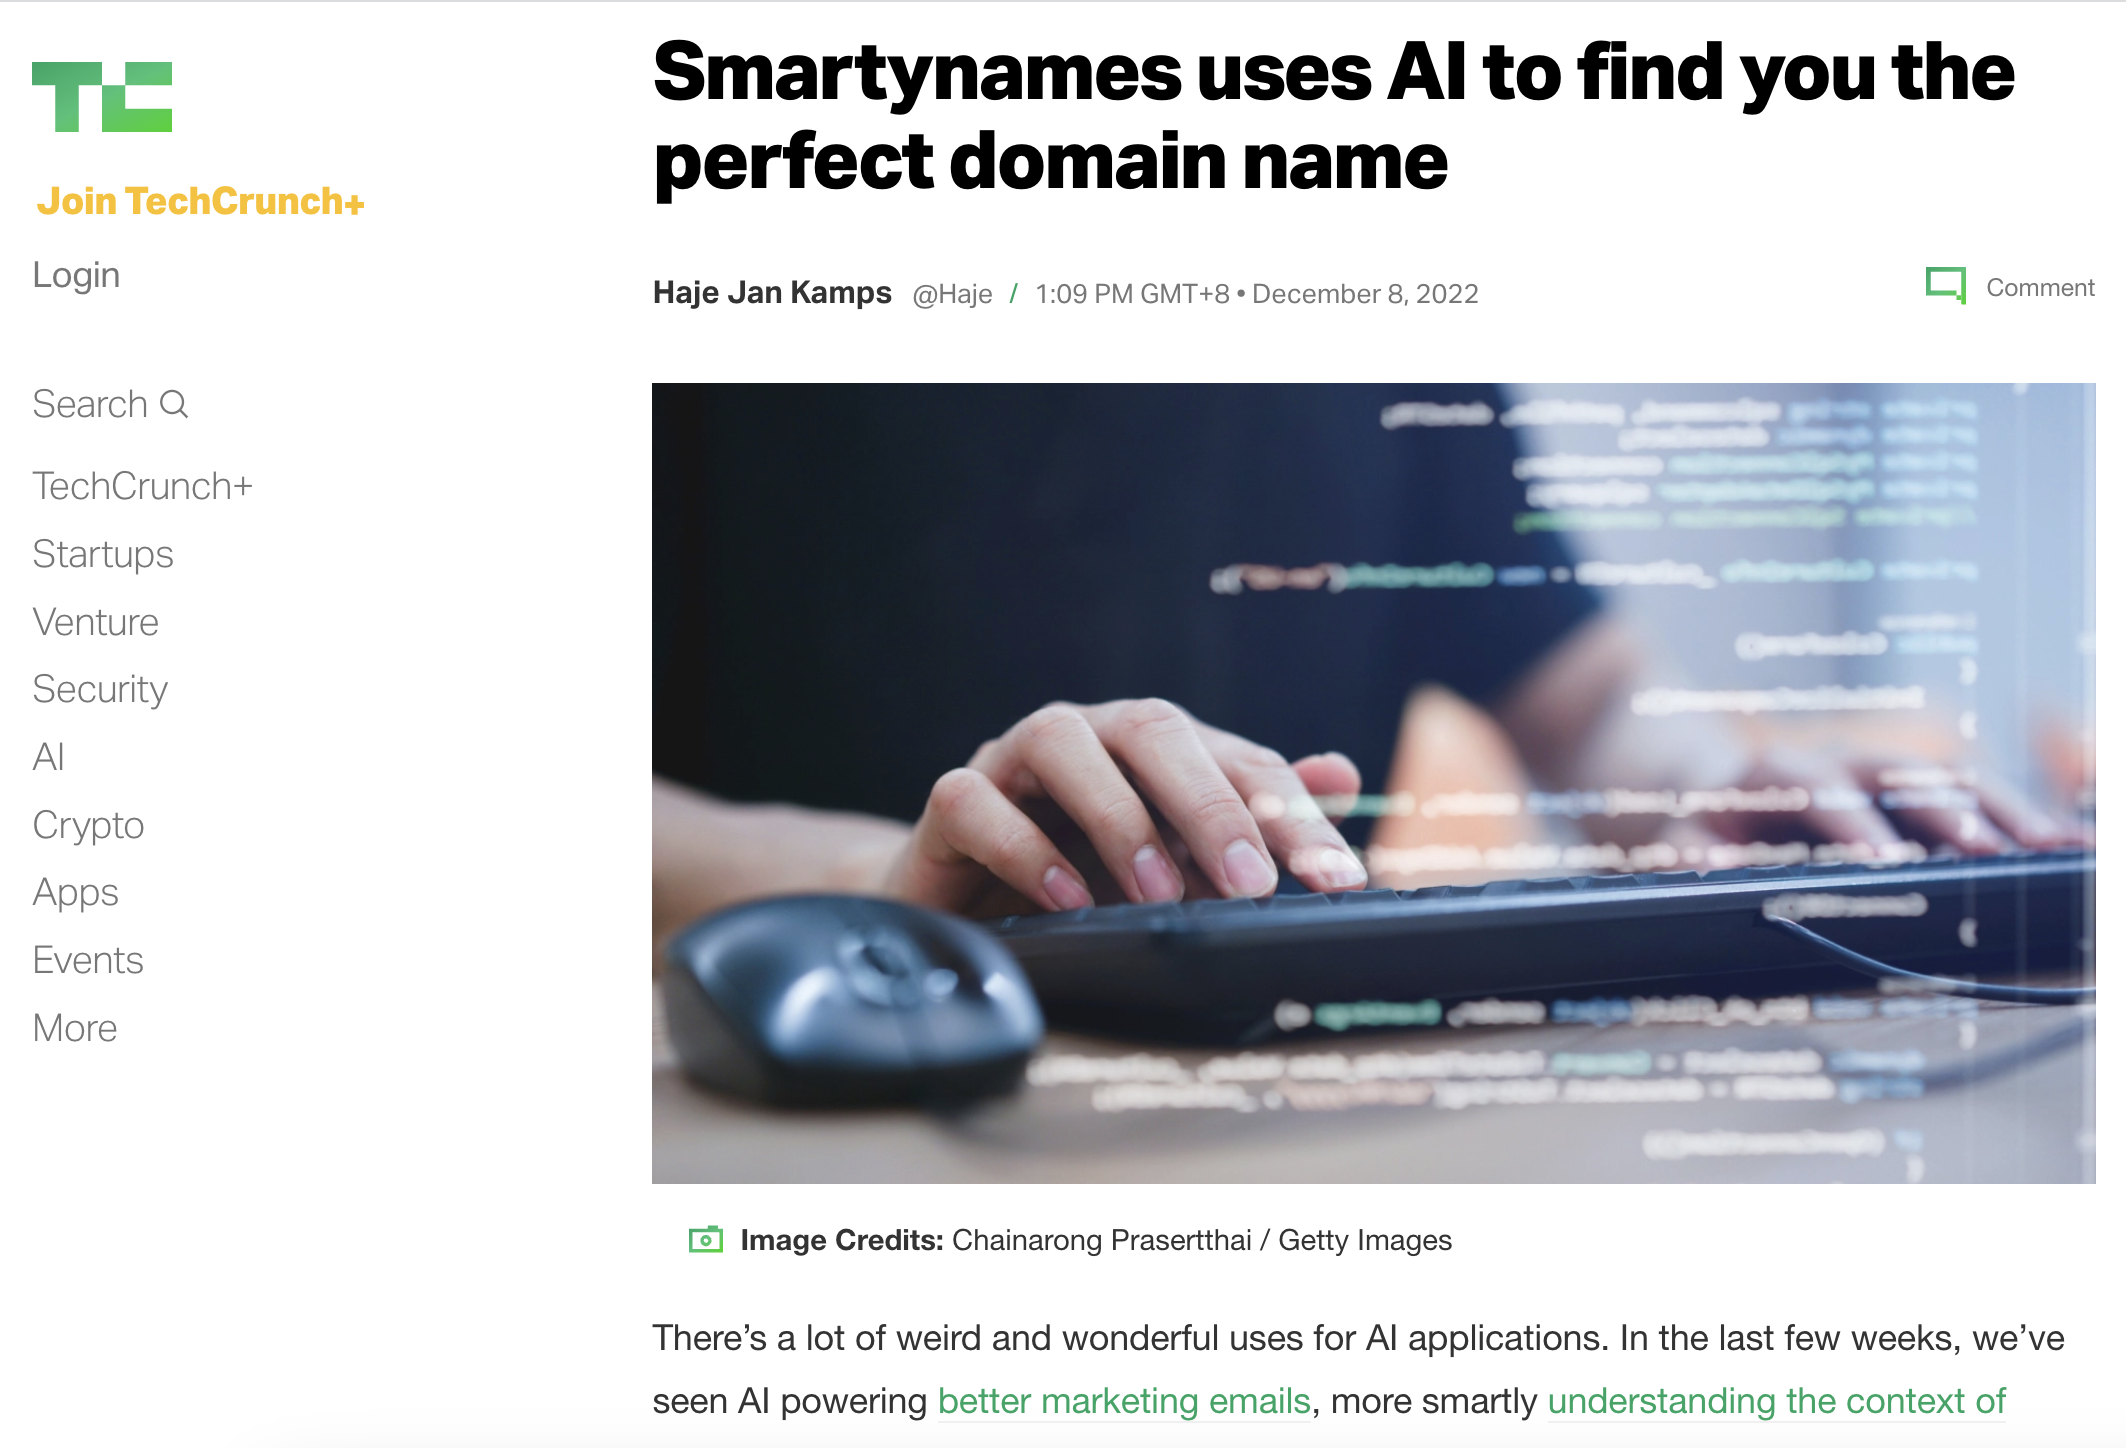 TC
Join TechCrunch+
Login
Search
TechCrunch+
Startups
Venture
Security
AI
Crypto
Apps
Events
More
Smartynames uses AI to find you the
perfect domain name
Haje Jan Kamps @Haje / 1:09 PM GMT+8 • December 8, 2022
Comment
Image Credits: Chainarong Prasertthai / Getty Images
There’s a lot of weird and wonderful uses for AI applications. In the last few weeks, we’ve
seen AI powering better marketing emails, more smartly understanding the context of